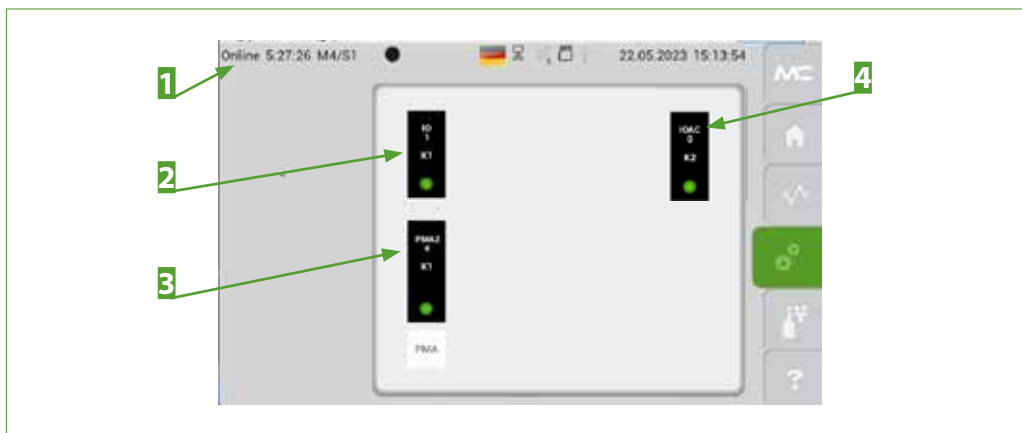 Online 5:27:26 M4/S1
22.05.2023 15:13:54
MC
1
2
3
4
IO
1
K1
IOAC
0
K2
PMA2
4
K1
PMA
?